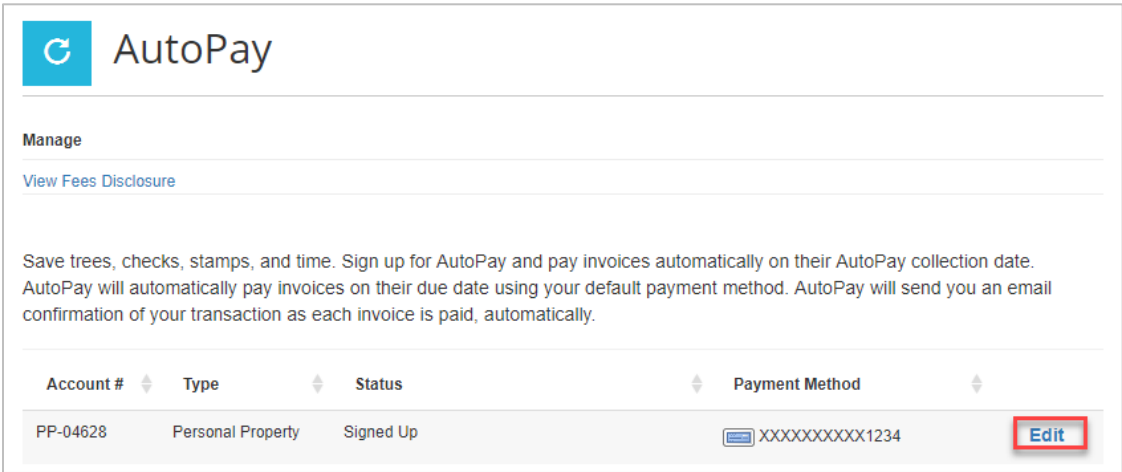 AutoPay
Manage
View Fees Disclosure
Save trees, checks, stamps, and time. Sign up for AutoPay and pay invoices automatically on their AutoPay collection date.
AutoPay will automatically pay invoices on their due date using your default payment method. AutoPay will send you an email
confirmation of your transaction as each invoice is paid, automatically.
Account # Type Status Payment Method
PP-04628 Personal Property Signed Up XXXXXXXXXX1234 Edit